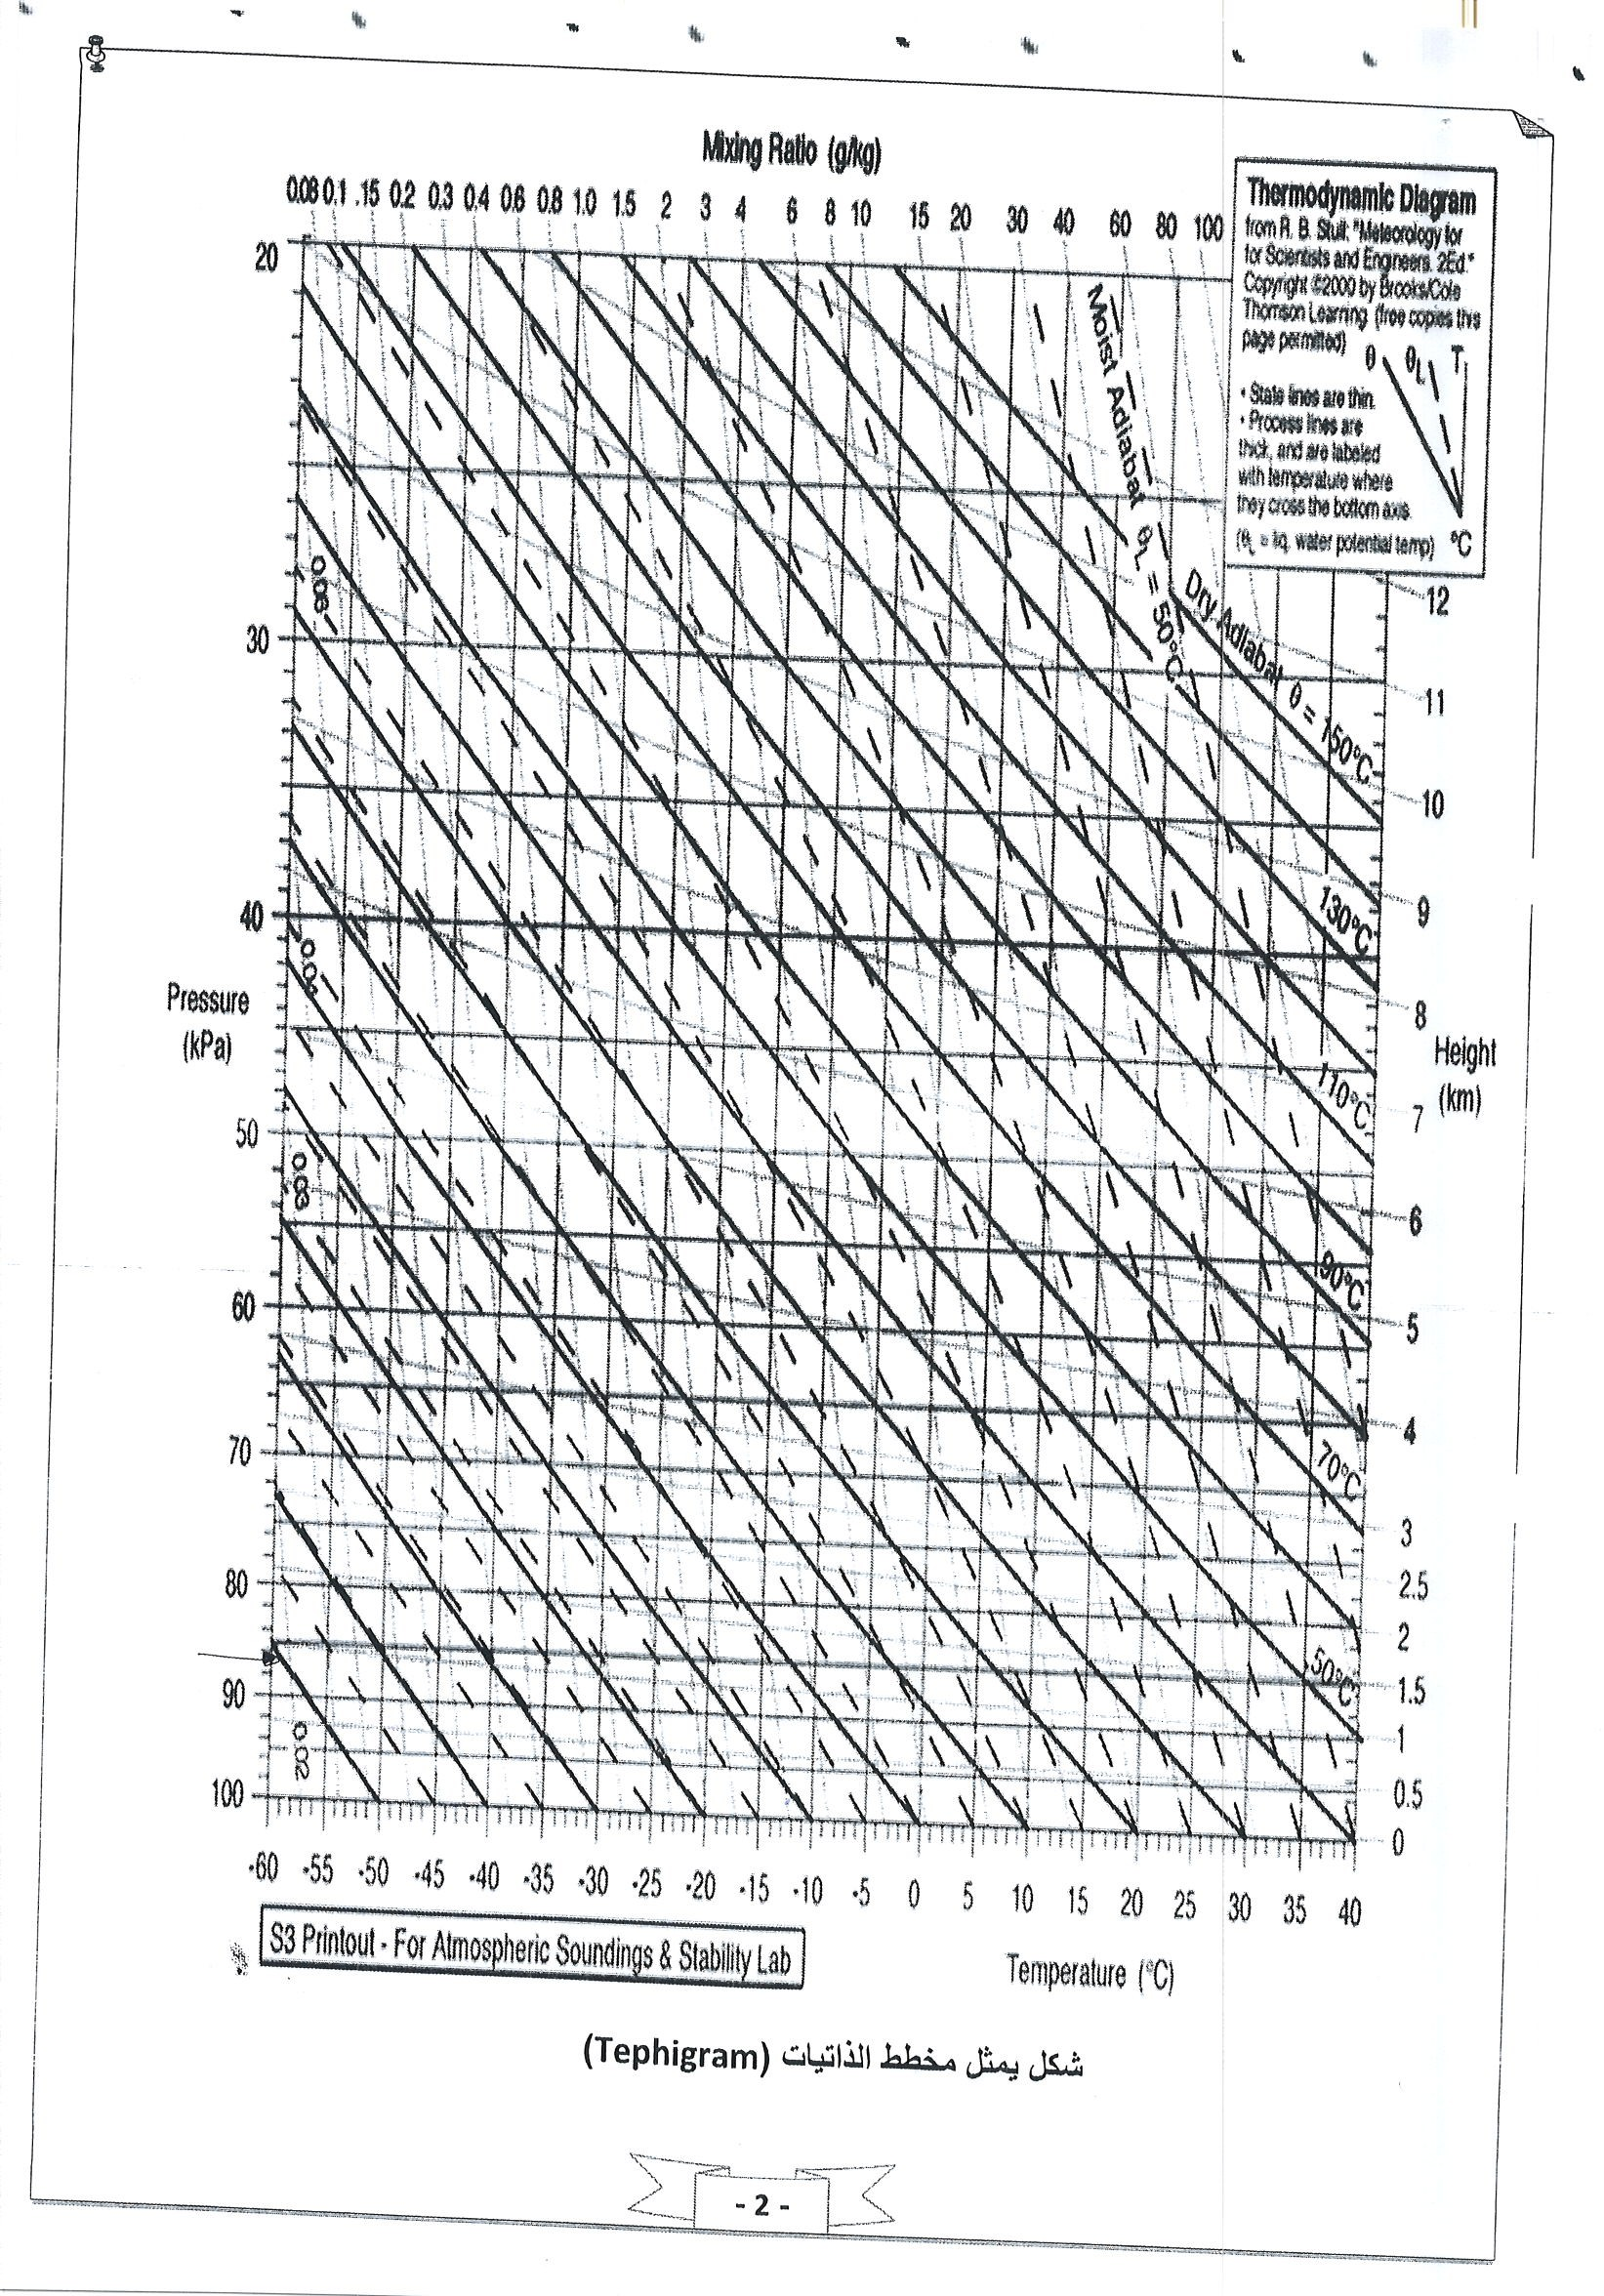 Mixing Ratio (g/kg)
0.08 0.1 .15 0.2 0.3 0.4 0.6 0.8 1.0 1.5 2 3 4 6 8 10 15 20 30 40 60 80 100
Thermodynamic Diagram
from R. B. Stull: "Meteorology for
for Scientists and Engineers. 2Ed."
Copyright ©2000 by Brooks/Cole
Thomson Learning (free copies this
page permitted)
θ θL T
• State lines are thin.
• Process lines are
thick, and are labeled
with temperature where
they cross the bottom axis.
(θL = liq. water potential temp) °C
Moist Adiabat θL = 50°C
Dry Adiabat θ = 150°C
130°C
110°C
90°C
70°C
50°C
0.03
0.02
20
30
40
Pressure
(kPa)
50
60
70
80
90
100
12
11
10
9
8
Height
(km)
7
6
5
4
3
2.5
2
1.5
1
0.5
0
-60 -55 -50 -45 -40 -35 -30 -25 -20 -15 -10 -5 0 5 10 15 20 25 30 35 40
S3 Printout - For Atmospheric Soundings & Stability Lab
Temperature (°C)
شكل يمثل مخطط الذاتيات (Tephigram)
- 2 -